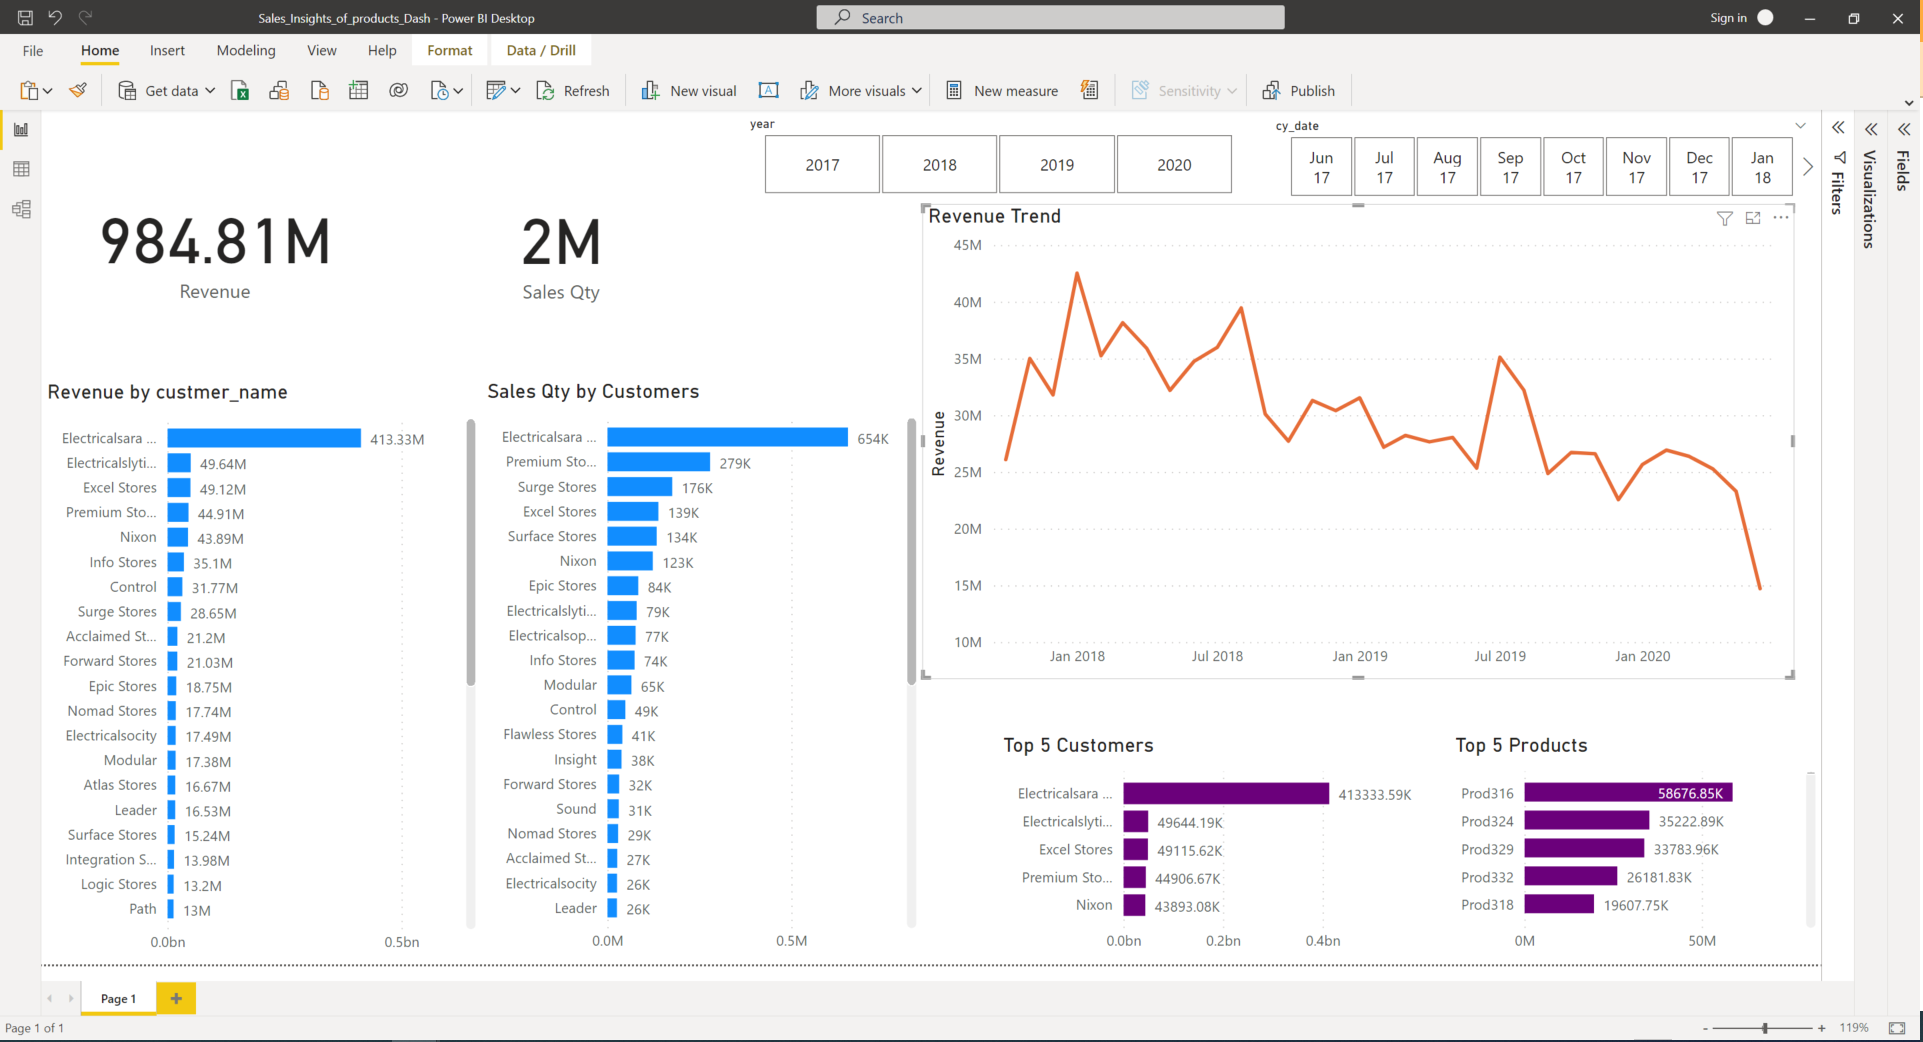 Sales_Insights_of_products_Dash - Power BI Desktop
Search
Sign in
File Home Insert Modeling View Help Format Data / Drill
Get data Refresh New visual More visuals New measure Sensitivity Publish
year
2017 2018 2019 2020
cy_date
Jun 17 Jul 17 Aug 17 Sep 17 Oct 17 Nov 17 Dec 17 Jan 18
Filters
Visualizations
Fields
984.81M
Revenue
2M
Sales Qty
Revenue Trend
45M
40M
35M
30M
25M
20M
15M
10M
Revenue
Jan 2018 Jul 2018 Jan 2019 Jul 2019 Jan 2020
Revenue by custmer_name
Electricalsara ... 413.33M
Electricalslyti... 49.64M
Excel Stores 49.12M
Premium Sto... 44.91M
Nixon 43.89M
Info Stores 35.1M
Control 31.77M
Surge Stores 28.65M
Acclaimed St... 21.2M
Forward Stores 21.03M
Epic Stores 18.75M
Nomad Stores 17.74M
Electricalsocity 17.49M
Modular 17.38M
Atlas Stores 16.67M
Leader 16.53M
Surface Stores 15.24M
Integration S... 13.98M
Logic Stores 13.2M
Path 13M
0.0bn 0.5bn
Sales Qty by Customers
Electricalsara ... 654K
Premium Sto... 279K
Surge Stores 176K
Excel Stores 139K
Surface Stores 134K
Nixon 123K
Epic Stores 84K
Electricalslyti... 79K
Electricalsop... 77K
Info Stores 74K
Modular 65K
Control 49K
Flawless Stores 41K
Insight 38K
Forward Stores 32K
Sound 31K
Nomad Stores 29K
Acclaimed St... 27K
Electricalsocity 26K
Leader 26K
0.0M 0.5M
Top 5 Customers
Electricalsara ... 413333.59K
Electricalslyti... 49644.19K
Excel Stores 49115.62K
Premium Sto... 44906.67K
Nixon 43893.08K
0.0bn 0.2bn 0.4bn
Top 5 Products
Prod316 58676.85K
Prod324 35222.89K
Prod329 33783.96K
Prod332 26181.83K
Prod318 19607.75K
0M 50M
Page 1
Page 1 of 1
119%